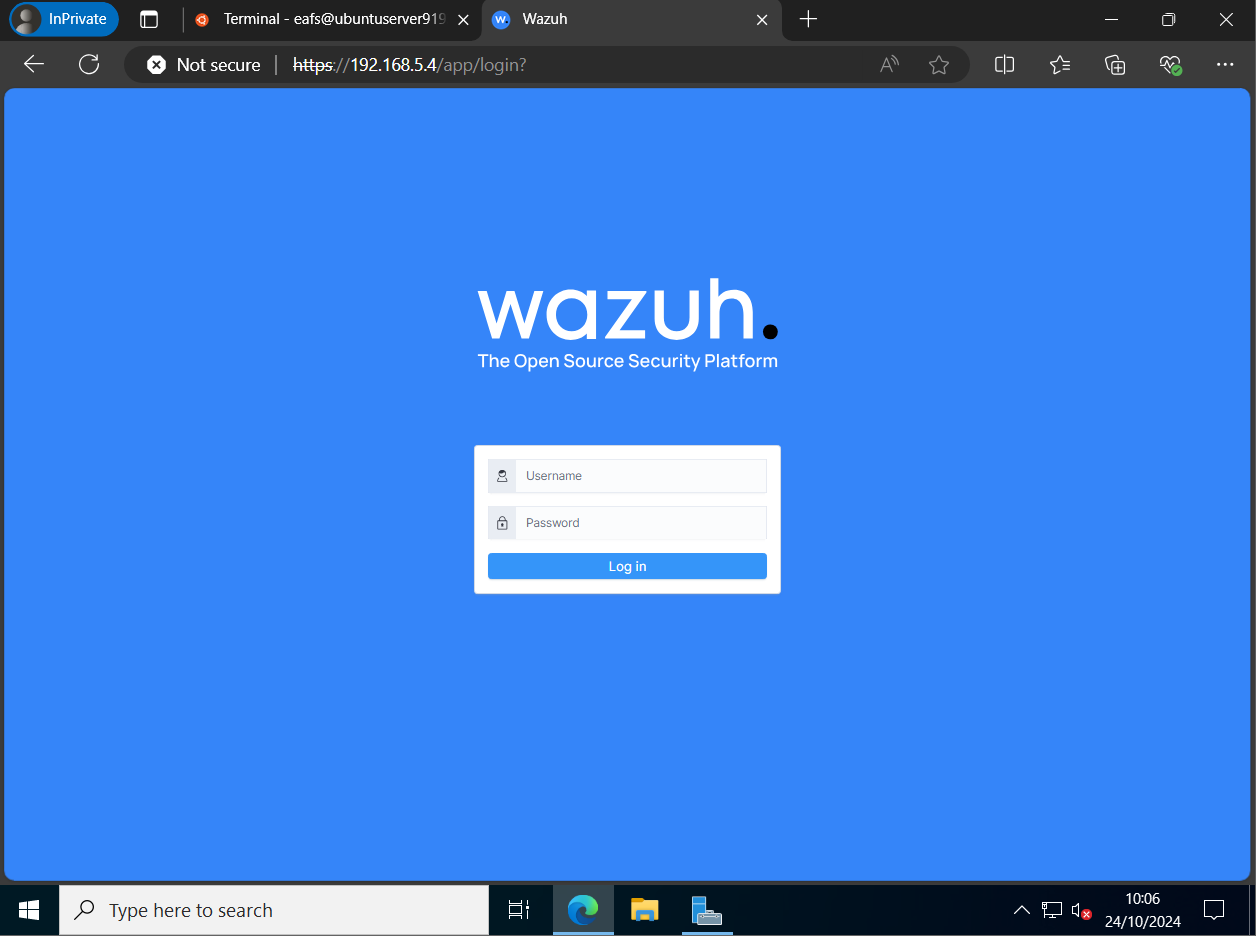 InPrivate
Terminal - eafs@ubuntuserver919
Wazuh
Not secure
https://192.168.5.4/app/login?
wazuh.
The Open Source Security Platform
Username
Password
Log in
Type here to search
10:06
24/10/2024